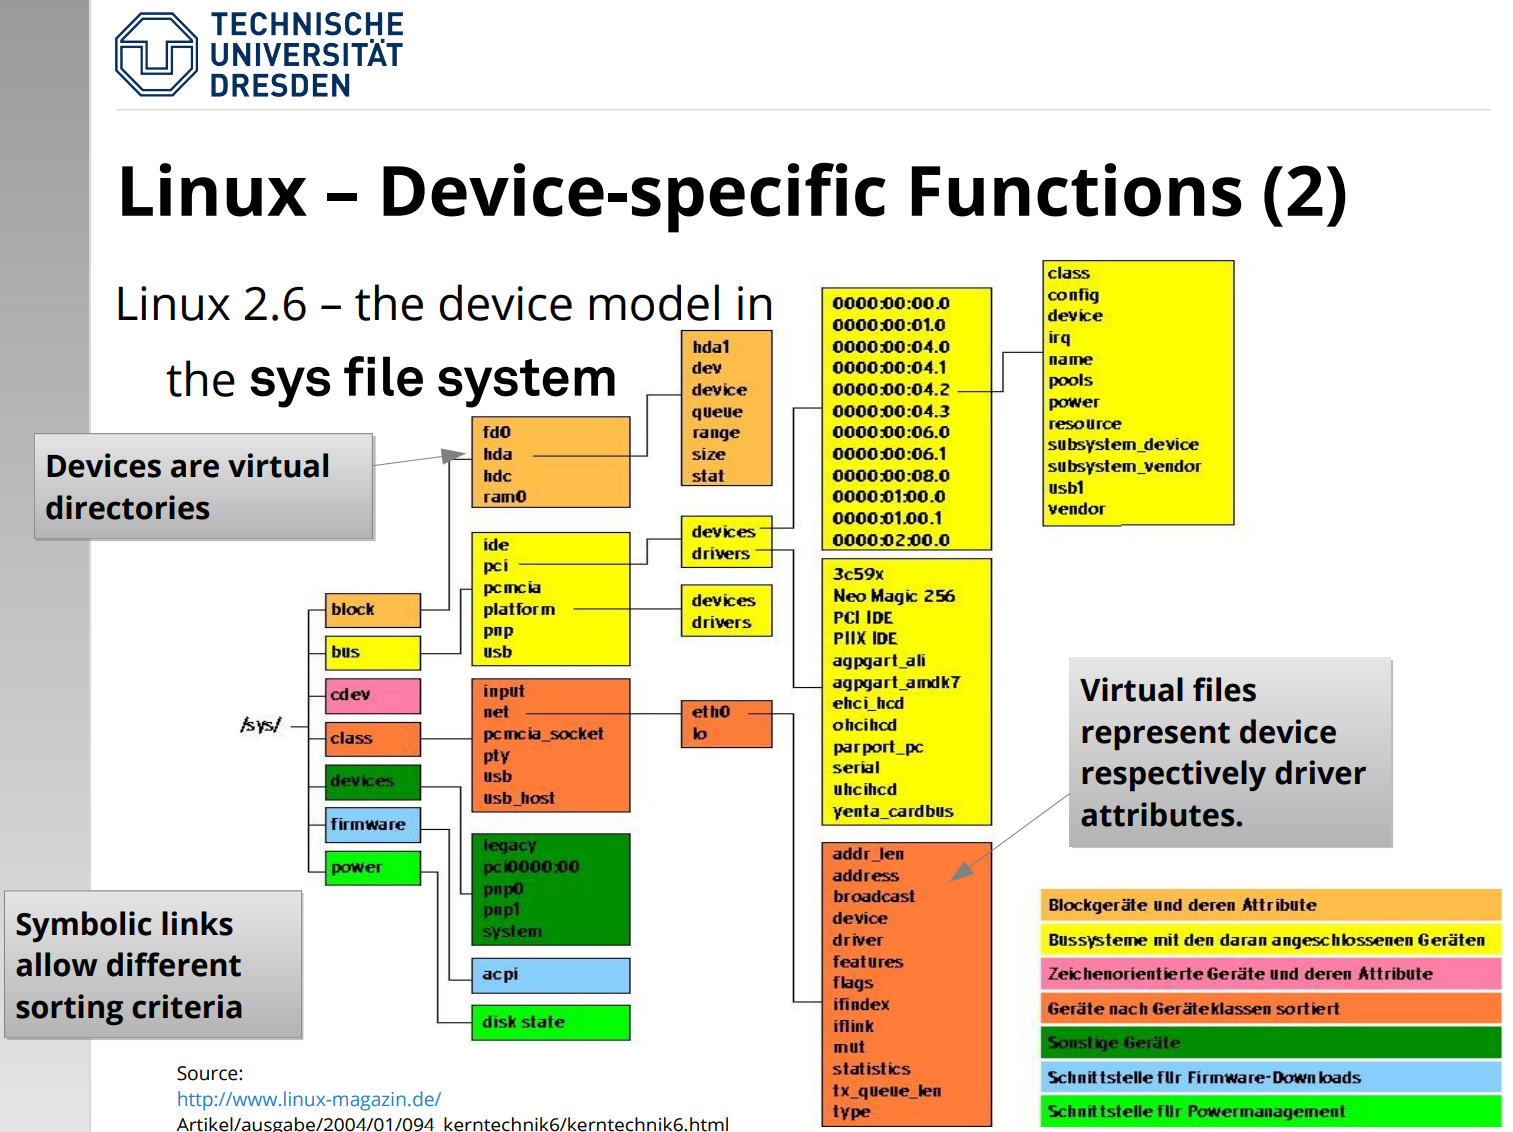 TECHNISCHE
UNIVERSITÄT
DRESDEN
Linux – Device-specific Functions (2)
Linux 2.6 – the device model in
the sys file system
Devices are virtual
directories
Symbolic links
allow different
sorting criteria
/sys/
block
bus
cdev
class
devices
firmware
power
fd0
hda
hdc
ram0
ide
pci
pcmcia
platform
pnp
usb
input
net
pcmcia_socket
pty
usb
usb_host
legacy
pci0000:00
pnp0
pnp1
system
acpi
disk state
hda1
dev
device
queue
range
size
stat
devices
drivers
devices
drivers
eth0
lo
0000:00:00.0
0000:00:01.0
0000:00:04.0
0000:00:04.1
0000:00:04.2
0000:00:04.3
0000:00:06.0
0000:00:06.1
0000:00:08.0
0000:01:00.0
0000:01.00.1
0000:02:00.0
3c59x
Neo Magic 256
PCI IDE
PIIX IDE
agpgart_ali
agpgart_amdk7
ehci_hcd
ohcihcd
parport_pc
serial
uhcihcd
yenta_cardbus
addr_len
address
broadcast
device
driver
features
flags
ifindex
iflink
mut
statistics
tx_queue_len
type
class
config
device
irq
name
pools
power
resource
subsystem_device
subsystem_vendor
usb1
vendor
Virtual files
represent device
respectively driver
attributes.
Blockgeräte und deren Attribute
Bussysteme mit den daran angeschlossenen Geräten
Zeichenorientierte Geräte und deren Attribute
Geräte nach Geräteklassen sortiert
Sonstige Geräte
Schnittstelle für Firmware-Downloads
Schnittstelle für Powermanagement
Source:
http://www.linux-magazin.de/
Artikel/ausgabe/2004/01/094_kerntechnik6/kerntechnik6.html